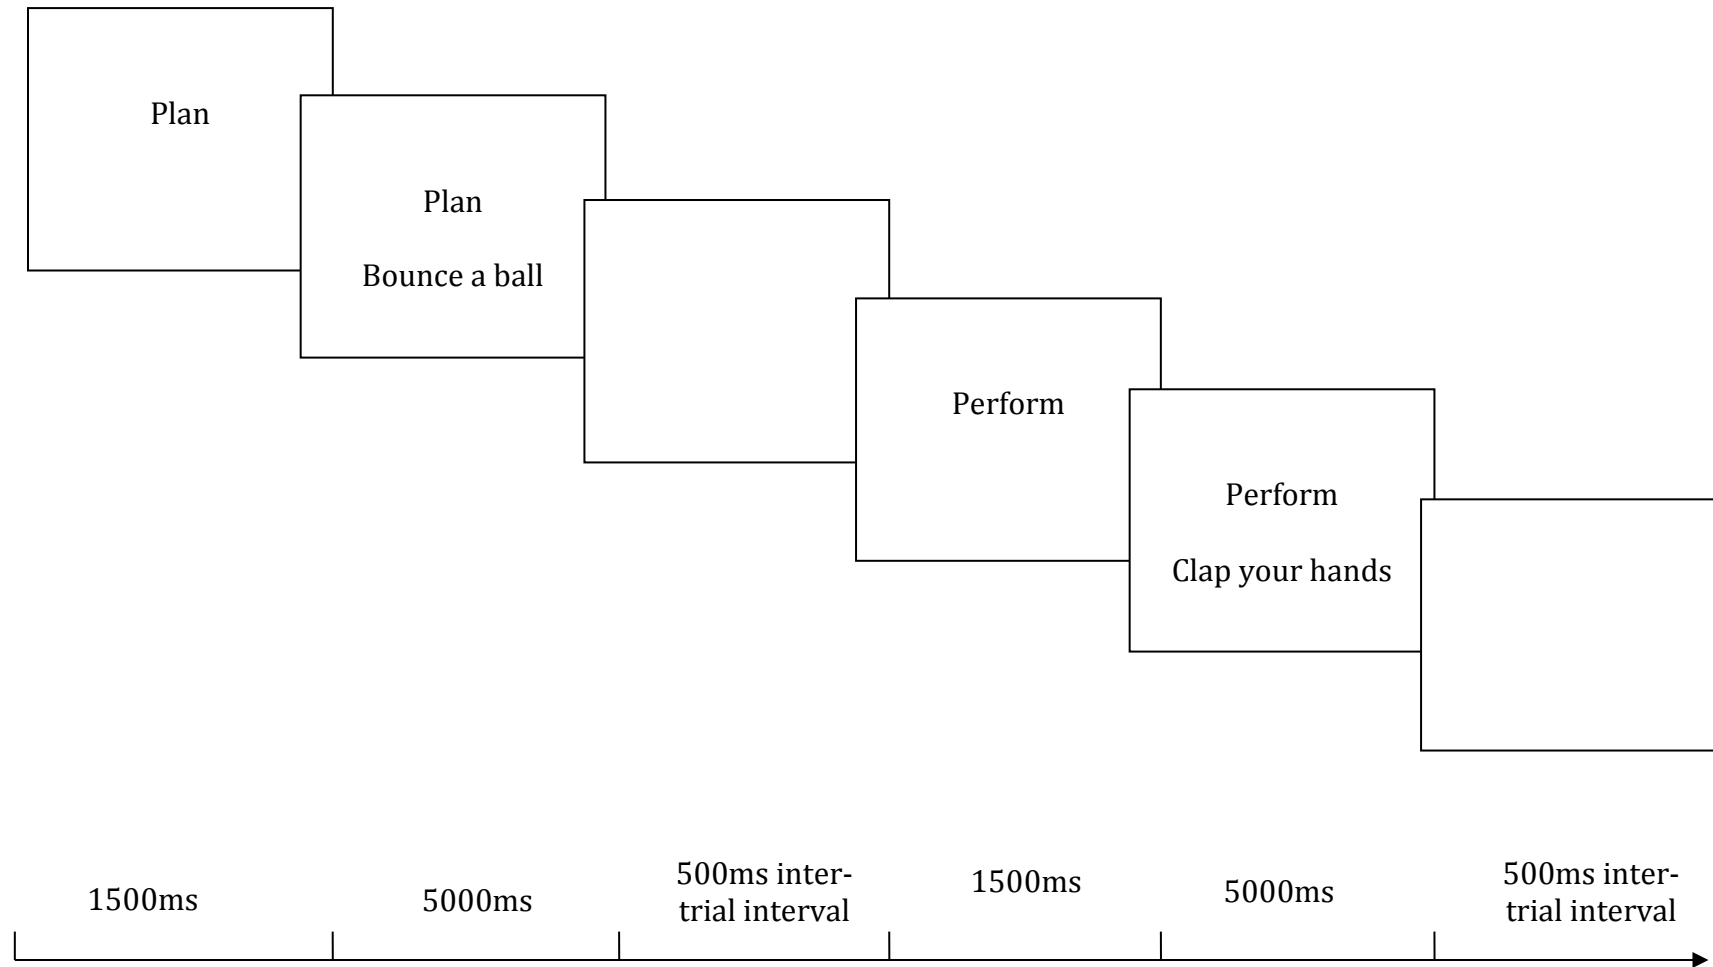 Plan
Plan
Bounce a ball
Perform
Perform
Clap your hands
1500ms
5000ms
500ms inter-
trial interval
1500ms
5000ms
500ms inter-
trial interval